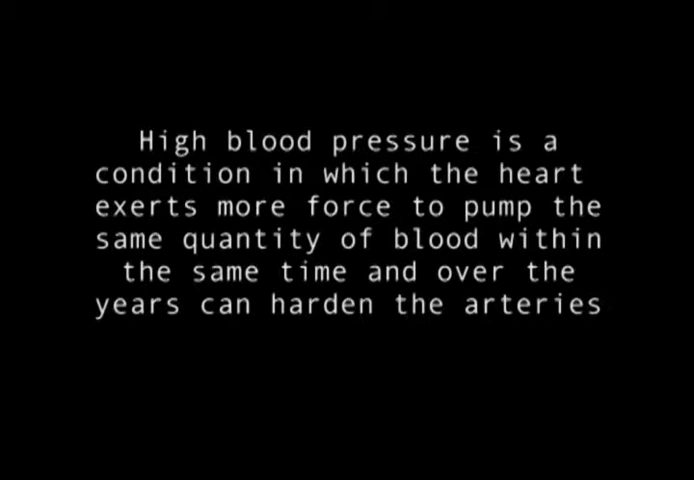 High blood pressure is a
condition in which the heart
exerts more force to pump the
same quantity of blood within
the same time and over the
years can harden the arteries